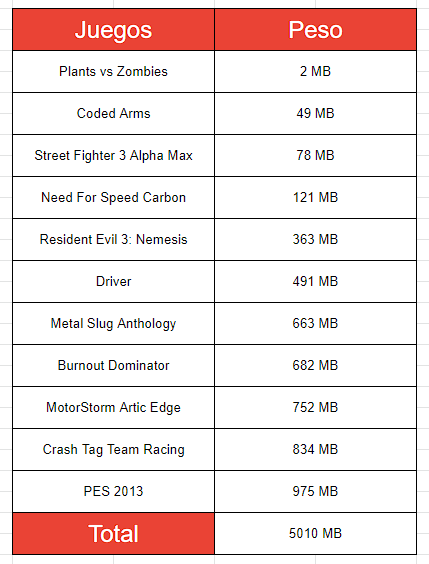 Juegos Peso
Plants vs Zombies 2 MB
Coded Arms 49 MB
Street Fighter 3 Alpha Max 78 MB
Need For Speed Carbon 121 MB
Resident Evil 3: Nemesis 363 MB
Driver 491 MB
Metal Slug Anthology 663 MB
Burnout Dominator 682 MB
MotorStorm Artic Edge 752 MB
Crash Tag Team Racing 834 MB
PES 2013 975 MB
Total 5010 MB